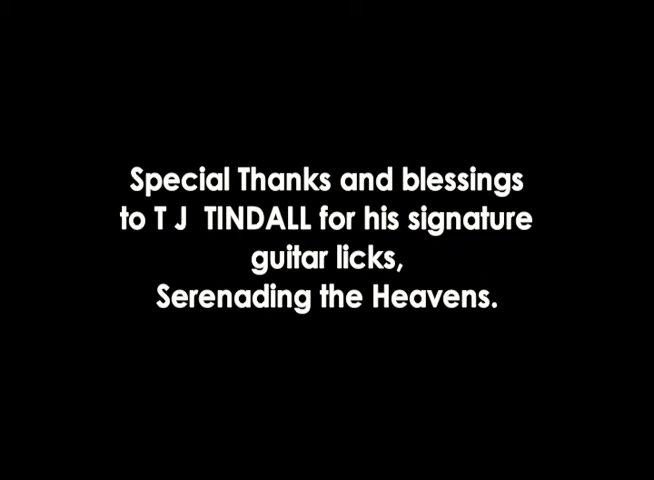 Special Thanks and blessings
to T J  TINDALL for his signature
guitar licks,
Serenading the Heavens.